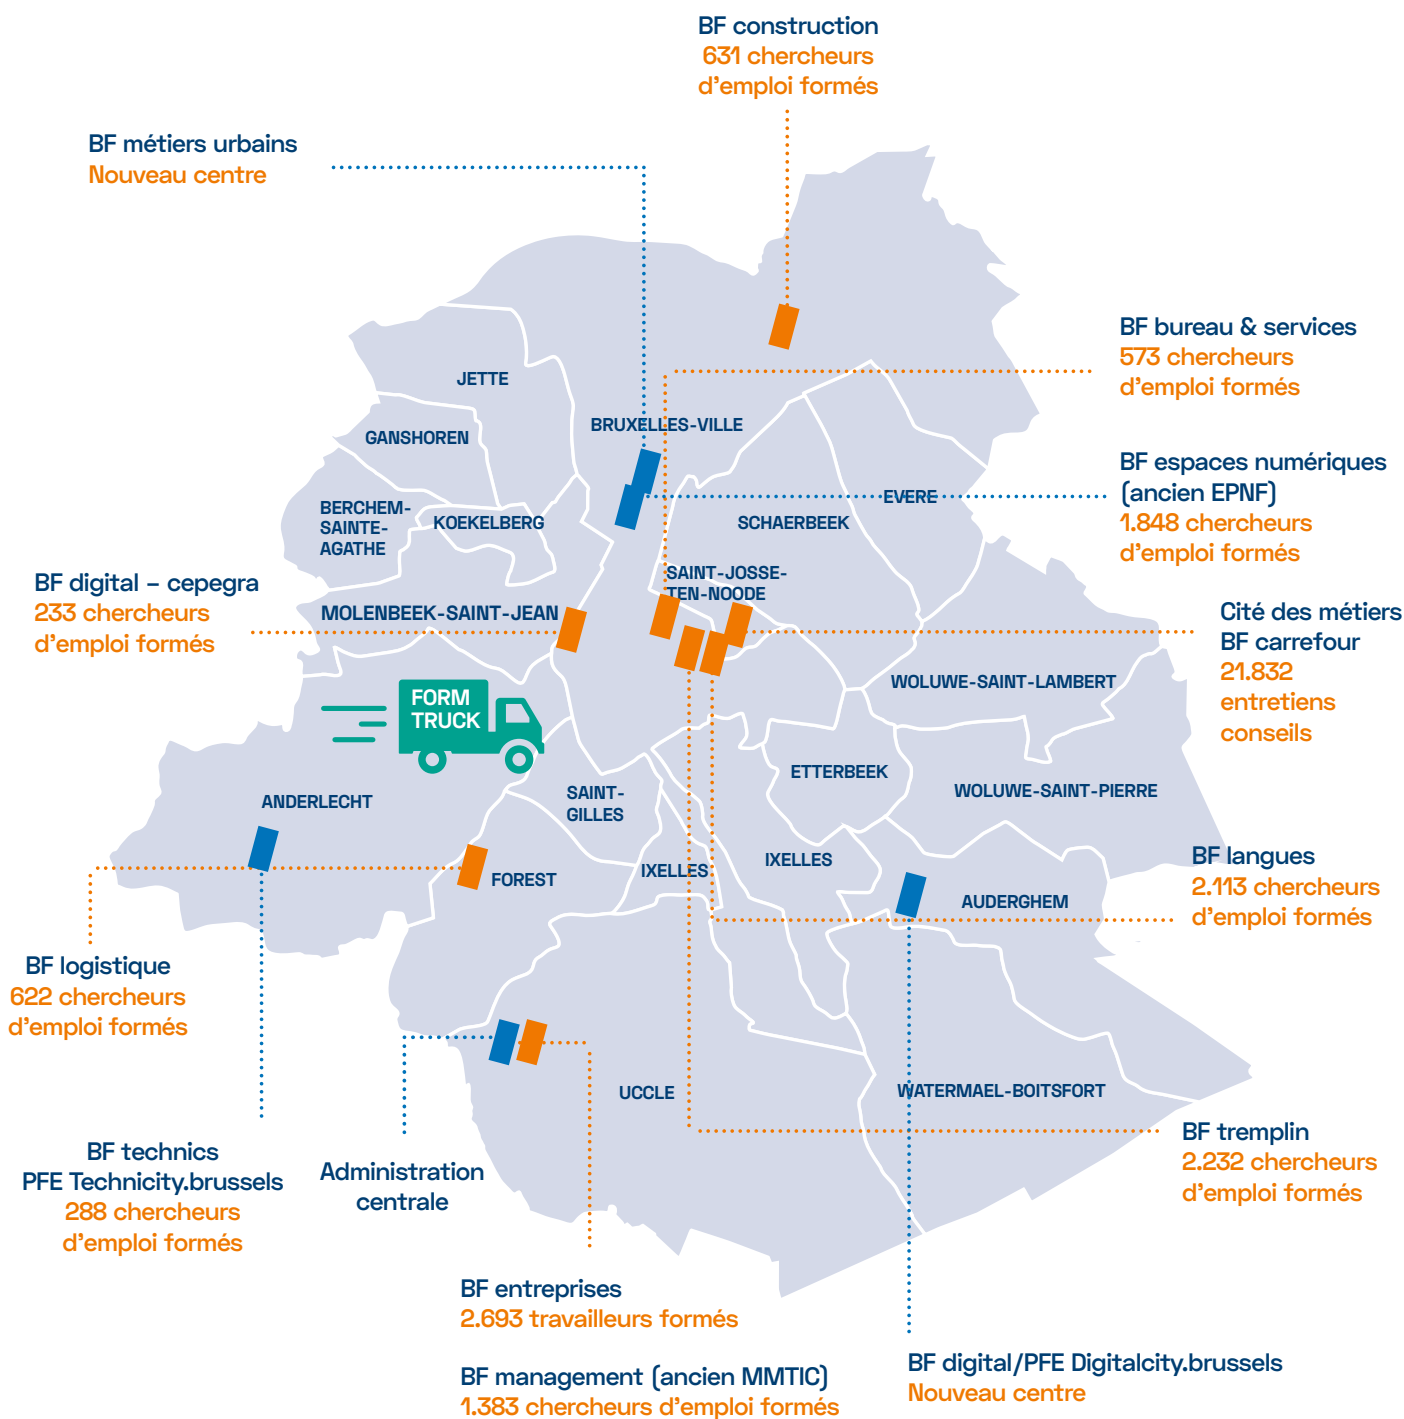 BF construction
631 chercheurs
d'emploi formés
BF métiers urbains
Nouveau centre
BF bureau & services
573 chercheurs
d'emploi formés
JETTE
BRUXELLES-VILLE
GANSHOREN
BF espaces numériques
(ancien EPNF)
1.848 chercheurs
d'emploi formés
EVERE
BERCHEM-
SAINTE-
AGATHE
KOEKELBERG
SCHAERBEEK
SAINT-JOSSE-
TEN-NOODE
BF digital – cepegra
233 chercheurs
d'emploi formés
MOLENBEEK-SAINT-JEAN
Cité des métiers
BF carrefour
21.832
entretiens
conseils
WOLUWE-SAINT-LAMBERT
FORM
TRUCK
ETTERBEEK
WOLUWE-SAINT-PIERRE
ANDERLECHT
SAINT-
GILLES
IXELLES
IXELLES
FOREST
AUDERGHEM
BF langues
2.113 chercheurs
d'emploi formés
BF logistique
622 chercheurs
d'emploi formés
UCCLE
WATERMAEL-BOITSFORT
BF tremplin
2.232 chercheurs
d'emploi formés
BF technics
PFE Technicity.brussels
288 chercheurs
d'emploi formés
Administration
centrale
BF entreprises
2.693 travailleurs formés
BF management (ancien MMTIC)
1.383 chercheurs d'emploi formés
BF digital/PFE Digitalcity.brussels
Nouveau centre